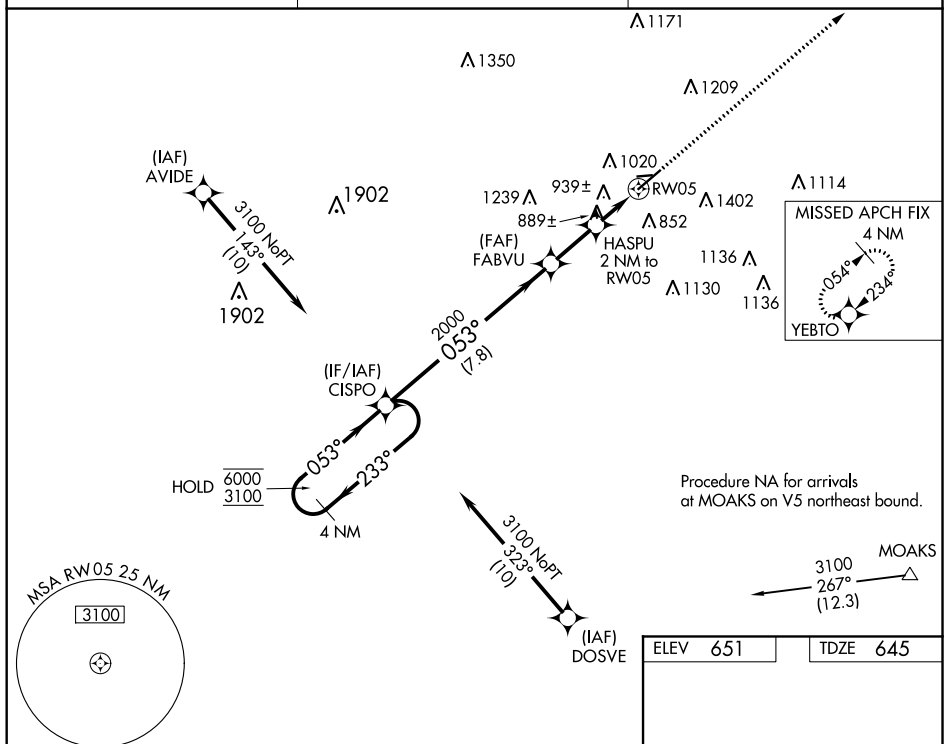 1171
1350
1209
(IAF)
AVIDE
1902
3100 NoPT
143°
(10)
1902
1020
939±
RW05
1239
889±
852
1402
1114
HASPU
2 NM to
RW05
(FAF)
FABVU
1136
1130
1136
MISSED APCH FIX
4 NM
054°
234°
YEBTO
2000
053°
(7.8)
(IF/IAF)
CISPO
053°
233°
HOLD
6000
3100
4 NM
Procedure NA for arrivals
at MOAKS on V5 northeast bound.
3100 NoPT
323°
(10)
(IAF)
DOSVE
MOAKS
3100
267°
(12.3)
MSA RW05 25 NM
3100
ELEV 651
TDZE 645